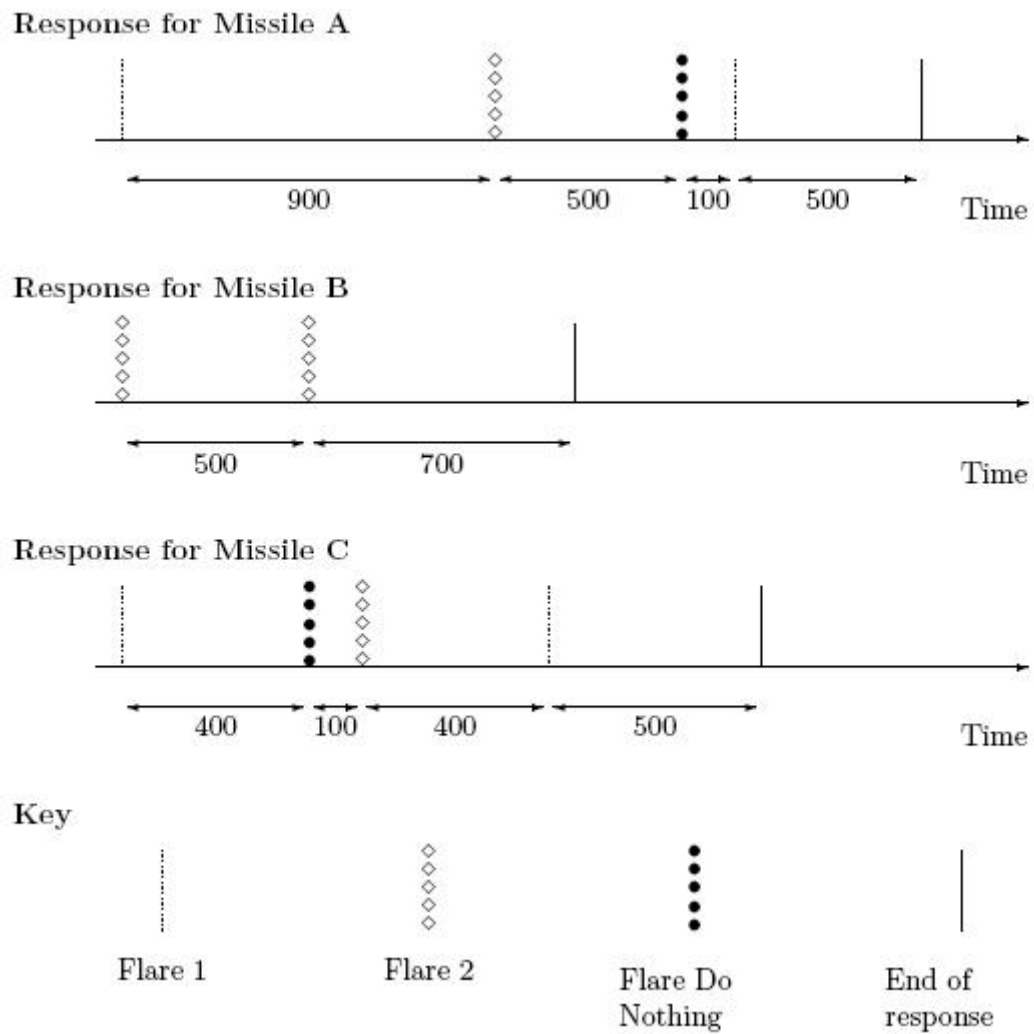 Response for Missile A
900 500 100 500
Time
Response for Missile B
500 700
Time
Response for Missile C
400 100 400 500
Time
Key
Flare 1 Flare 2 Flare Do Nothing End of response